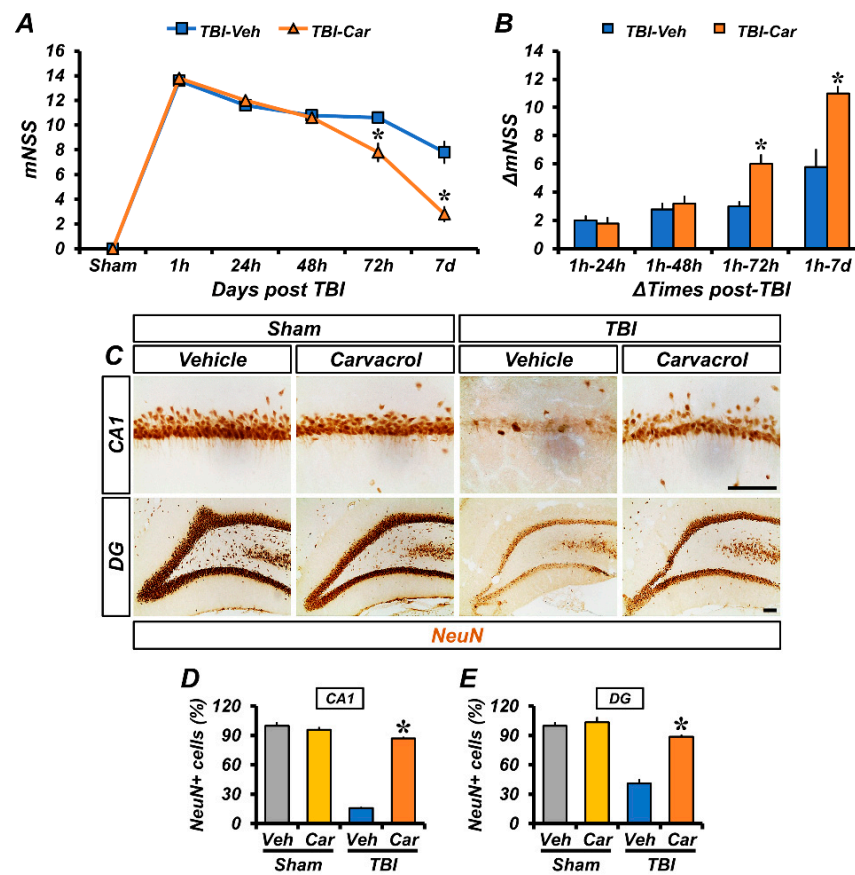 A
TBI-Veh TBI-Car
16
14
12
10
8
6
4
2
0
mNSS
*
*
Sham 1h 24h 48h 72h 7d
Days post TBI
B
TBI-Veh TBI-Car
14
12
10
8
6
4
2
0
ΔmNSS
*
*
1h-24h 1h-48h 1h-72h 1h-7d
ΔTimes post-TBI
C
Sham TBI
Vehicle Carvacrol Vehicle Carvacrol
CA1
DG
NeuN
D
CA1
120
90
60
30
0
NeuN+ cells (%)
*
Veh Car Veh Car
Sham TBI
E
DG
120
90
60
30
0
NeuN+ cells (%)
*
Veh Car Veh Car
Sham TBI